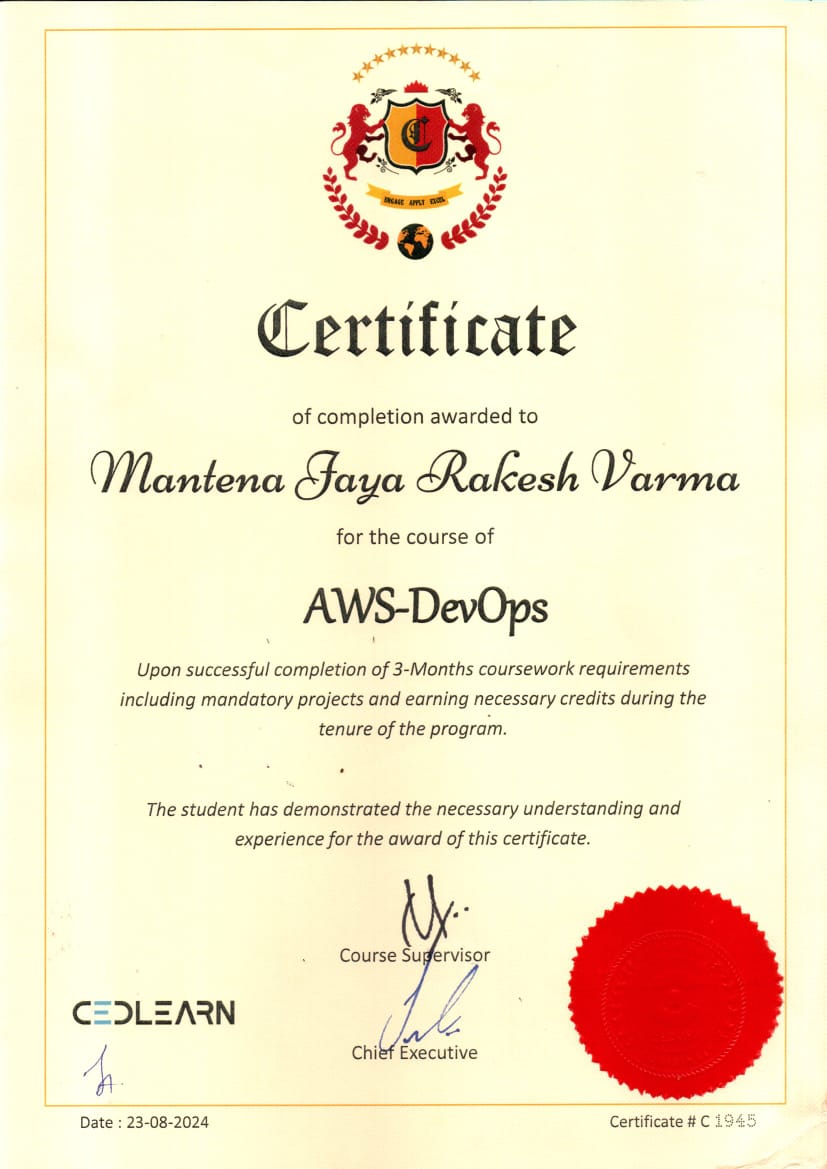 C
ENGAGE APPLY EXCEL
Certificate
of completion awarded to
Mantena Jaya Rakesh Varma
for the course of
AWS-DevOps
Upon successful completion of 3-Months coursework requirements
including mandatory projects and earning necessary credits during the
tenure of the program.
The student has demonstrated the necessary understanding and
experience for the award of this certificate.
Course Supervisor
CEDLEARN
Chief Executive
Date : 23-08-2024
Certificate # C 1945